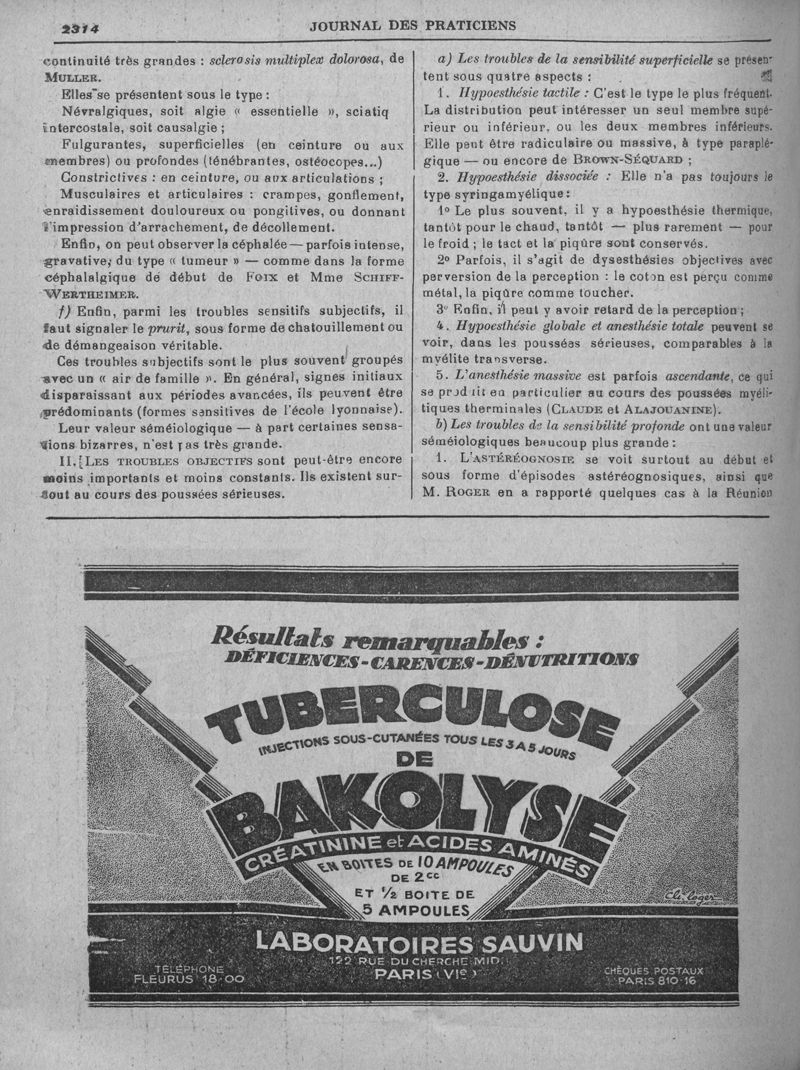 2374
JOURNAL DES PRATICIENS
continuité très grandes : sclerosis multiplex dolorosa, de
MULLER.
Elles se présentent sous le type :
Névralgiques, soit algie « essentielle », sciatiq
intercostale, soit causalgie ;
Fulgurantes, superficielles (en ceinture ou aux
membres) ou profondes (ténébrantes, ostéocopes...)
Constrictives : en ceinture, ou aux articulations ;
Musculaires et articulaires : crampes, gonflement,
enraidissement douloureux ou pongitives, ou donnant
l'impression d'arrachement, de décollement.
Enfin, on peut observer la céphalée — parfois intense,
gravative, du type « tumeur » — comme dans la forme
céphalalgique de début de FOIX et Mme SCHIFF-
WERTHEIMER.
f) Enfin, parmi les troubles sensitifs subjectifs, il
faut signaler le prurit, sous forme de chatouillement ou
de démangeaison véritable.
Ces troubles subjectifs sont le plus souvent groupés
avec un « air de famille ». En général, signes initiaux
disparaissant aux périodes avancées, ils peuvent être
prédominants (formes sensitives de l'école lyonnaise).
Leur valeur séméiologique — à part certaines sensa-
tions bizarres, n'est pas très grande.
II. LES TROUBLES OBJECTIFS sont peut-être encore
moins importants et moins constants. Ils existent sur-
tout au cours des poussées sérieuses.
a) Les troubles de la sensibilité superficielle se présen-
tent sous quatre aspects :
1. Hypoesthésie tactile : C'est le type le plus fréquent.
La distribution peut intéresser un seul membre supé-
rieur ou inférieur, ou les deux membres inférieurs.
Elle peut être radiculaire ou massive, à type paraplé-
gique — ou encore de BROWN-SÉQUARD ;
2. Hypoesthésie dissociée : Elle n'a pas toujours le
type syringamyélique :
1° Le plus souvent, il y a hypoesthésie thermique,
tantôt pour le chaud, tantôt — plus rarement — pour
le froid ; le tact et la piqûre sont conservés.
2° Parfois, il s'agit de dysesthésies objectives avec
perversion de la perception : le coton est perçu comme
métal, la piqûre comme toucher.
3° Enfin, il peut y avoir retard de la perception ;
4. Hypoesthésie globale et anesthésie totale peuvent se
voir, dans les poussées sérieuses, comparables à la
myélite transverse.
5. L'anesthésie massive est parfois ascendante, ce qui
se produit en particulier au cours des poussées myéli-
tiques therminales (CLAUDE et ALAJOUANINE).
b) Les troubles de la sensibilité profonde ont une valeur
séméiologiques beaucoup plus grande :
1. L'ASTÉRÉOGNOSIE se voit surtout au début et
sous forme d'épisodes astéréognosiques, ainsi que
M. ROGER en a rapporté quelques cas à la Réunion
Résultats remarquables :
DÉFICIENCES - CARENCES - DÉNUTRITIONS
TUBERCULOSE
INJECTIONS SOUS-CUTANÉES TOUS LES 3 A 5 JOURS
DE
BAKOLYSE
CRÉATININE et ACIDES AMINÉS
EN BOITES DE 10 AMPOULES
DE 2cc
ET 1/2 BOITE DE
5 AMPOULES
Ch. Loger
LABORATOIRES SAUVIN
122 RUE DU CHERCHE MIDI
PARIS (VIe)
TÉLÉPHONE
FLEURUS 18-00
CHÈQUES POSTAUX
PARIS 810-16